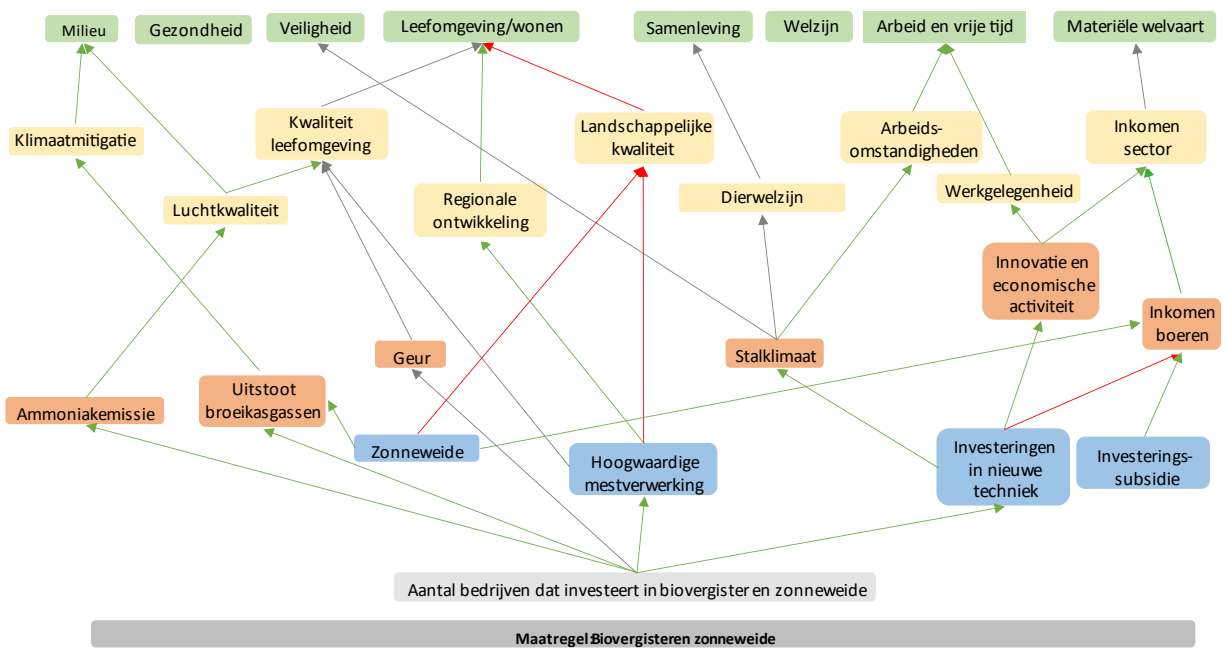 Milieu
Gezondheid
Veiligheid
Leefomgeving/wonen
Samenleving
Welzijn
Arbeid en vrije tijd
Materiële welvaart
Klimaatmitigatie
Kwaliteit
leefomgeving
Landschappelijke
kwaliteit
Arbeids-
omstandigheden
Inkomen
sector
Luchtkwaliteit
Regionale
ontwikkeling
Dierwelzijn
Werkgelegenheid
Innovatie en
economische
activiteit
Inkomen
boeren
Geur
Stalklimaat
Ammoniakemissie
Uitstoot
broeikasgassen
Zonneweide
Hoogwaardige
mestverwerking
Investeringen
in nieuwe
techniek
Investerings-
subsidie
Aantal bedrijven dat investeert in biovergister en zonneweide
Maatregel:Biovergisteren zonneweide